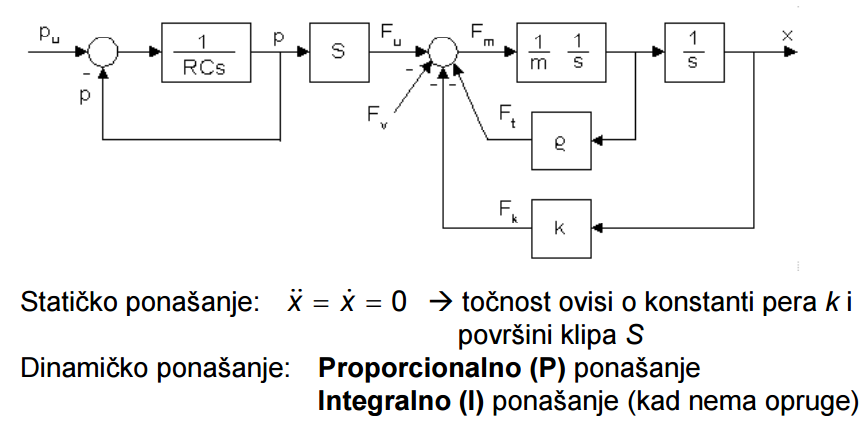 pᵤ
1
RCs
p
S
Fᵤ
Fₘ
1 1
m s
1
s
x
-
p
-
- -
Fᵥ
Fₜ
ϱ
Fₖ
k
Statičko ponašanje: ẍ = ẋ = 0 → točnost ovisi o konstanti pera k i
površini klipa S
Dinamičko ponašanje: Proporcionalno (P) ponašanje
Integralno (I) ponašanje (kad nema opruge)